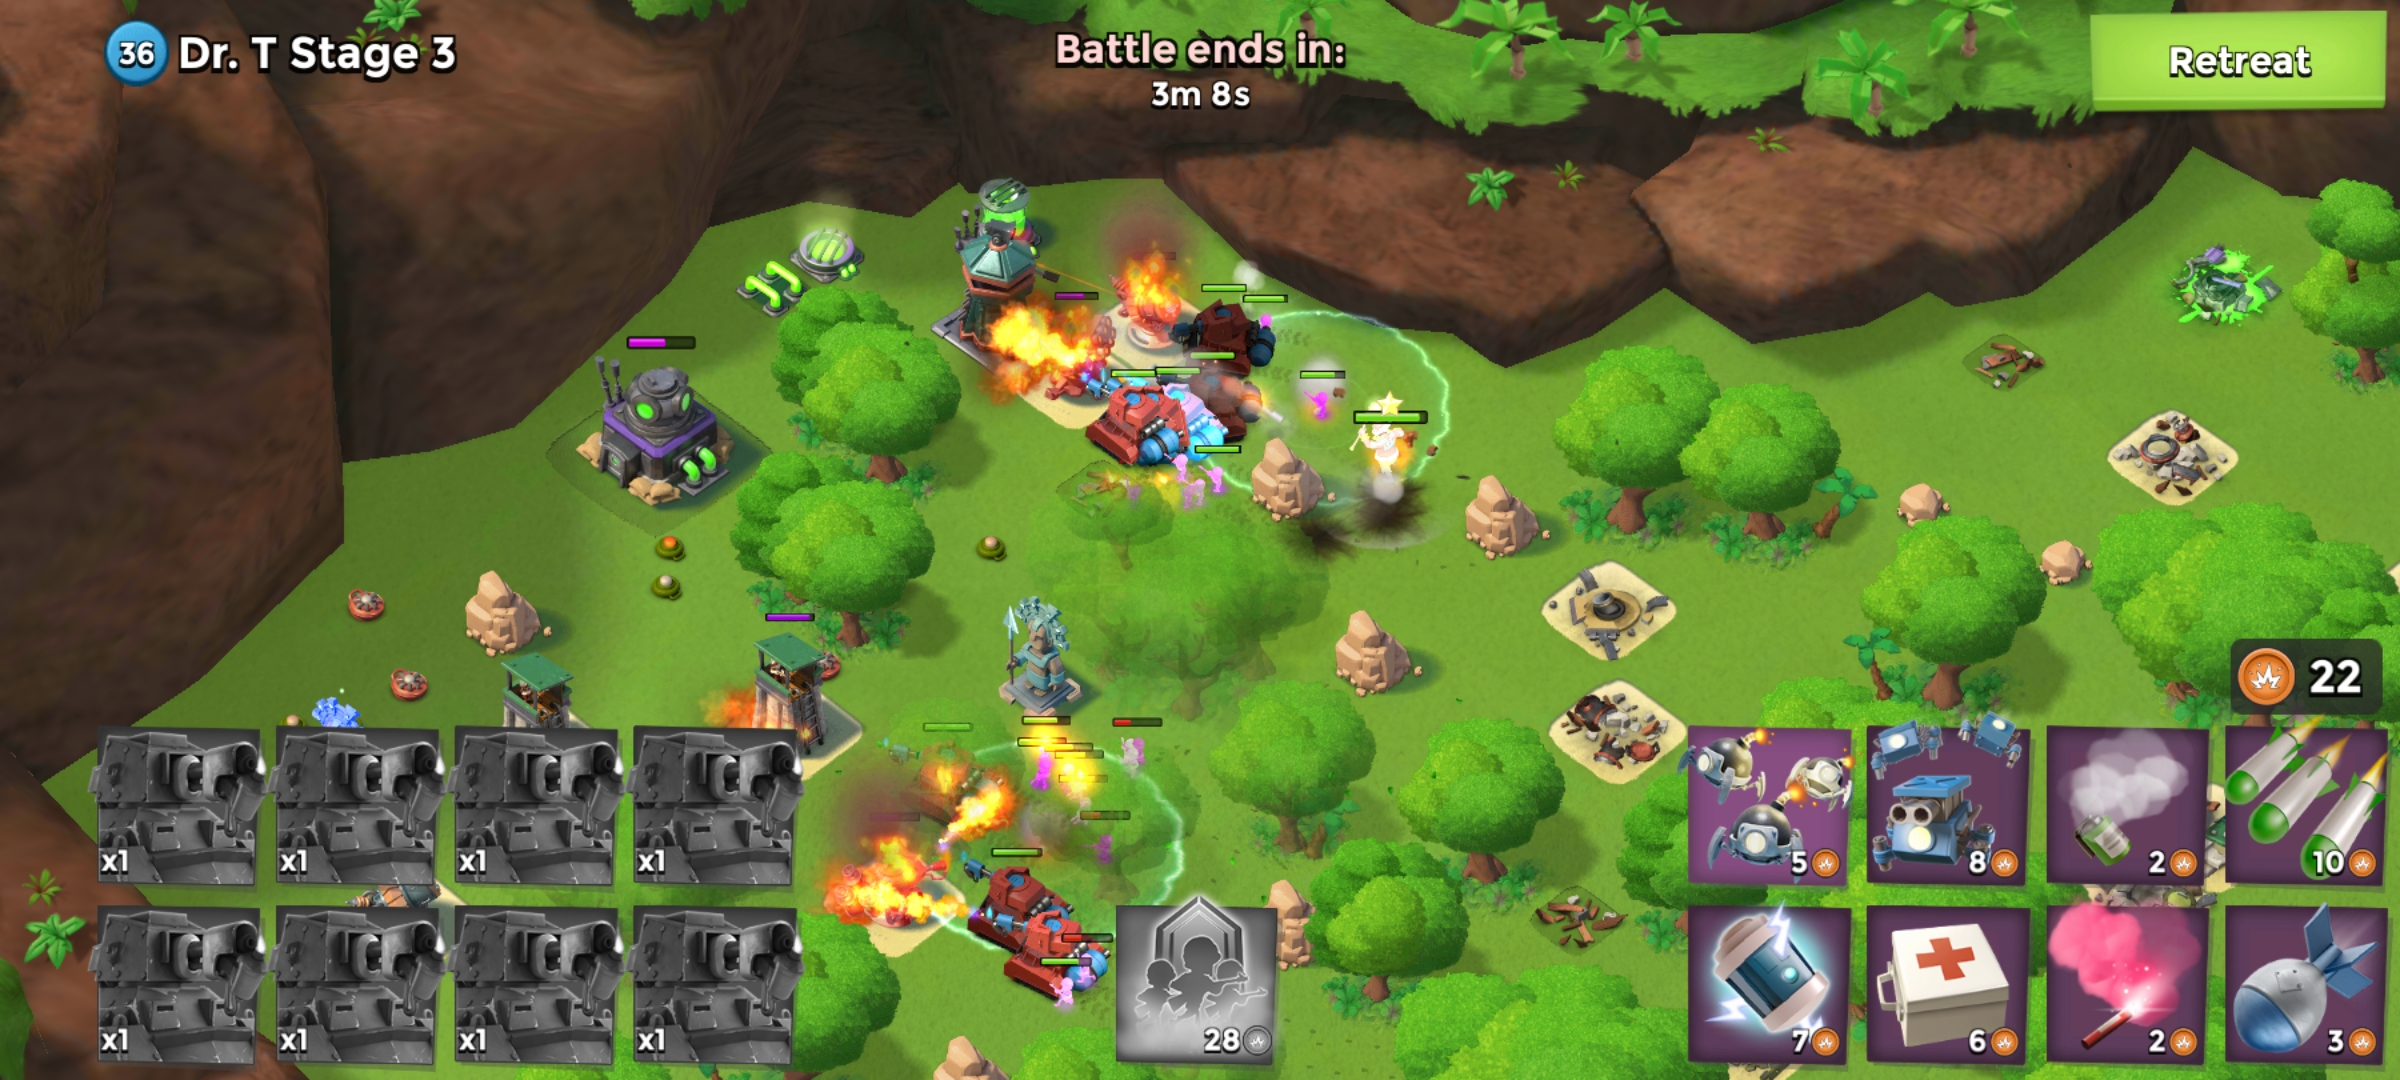 36 Dr. T Stage 3
Battle ends in:
3m 8s
Retreat
22
x1 x1 x1 x1
5 8 2 10
x1 x1 x1 x1
28
7 6 2 3